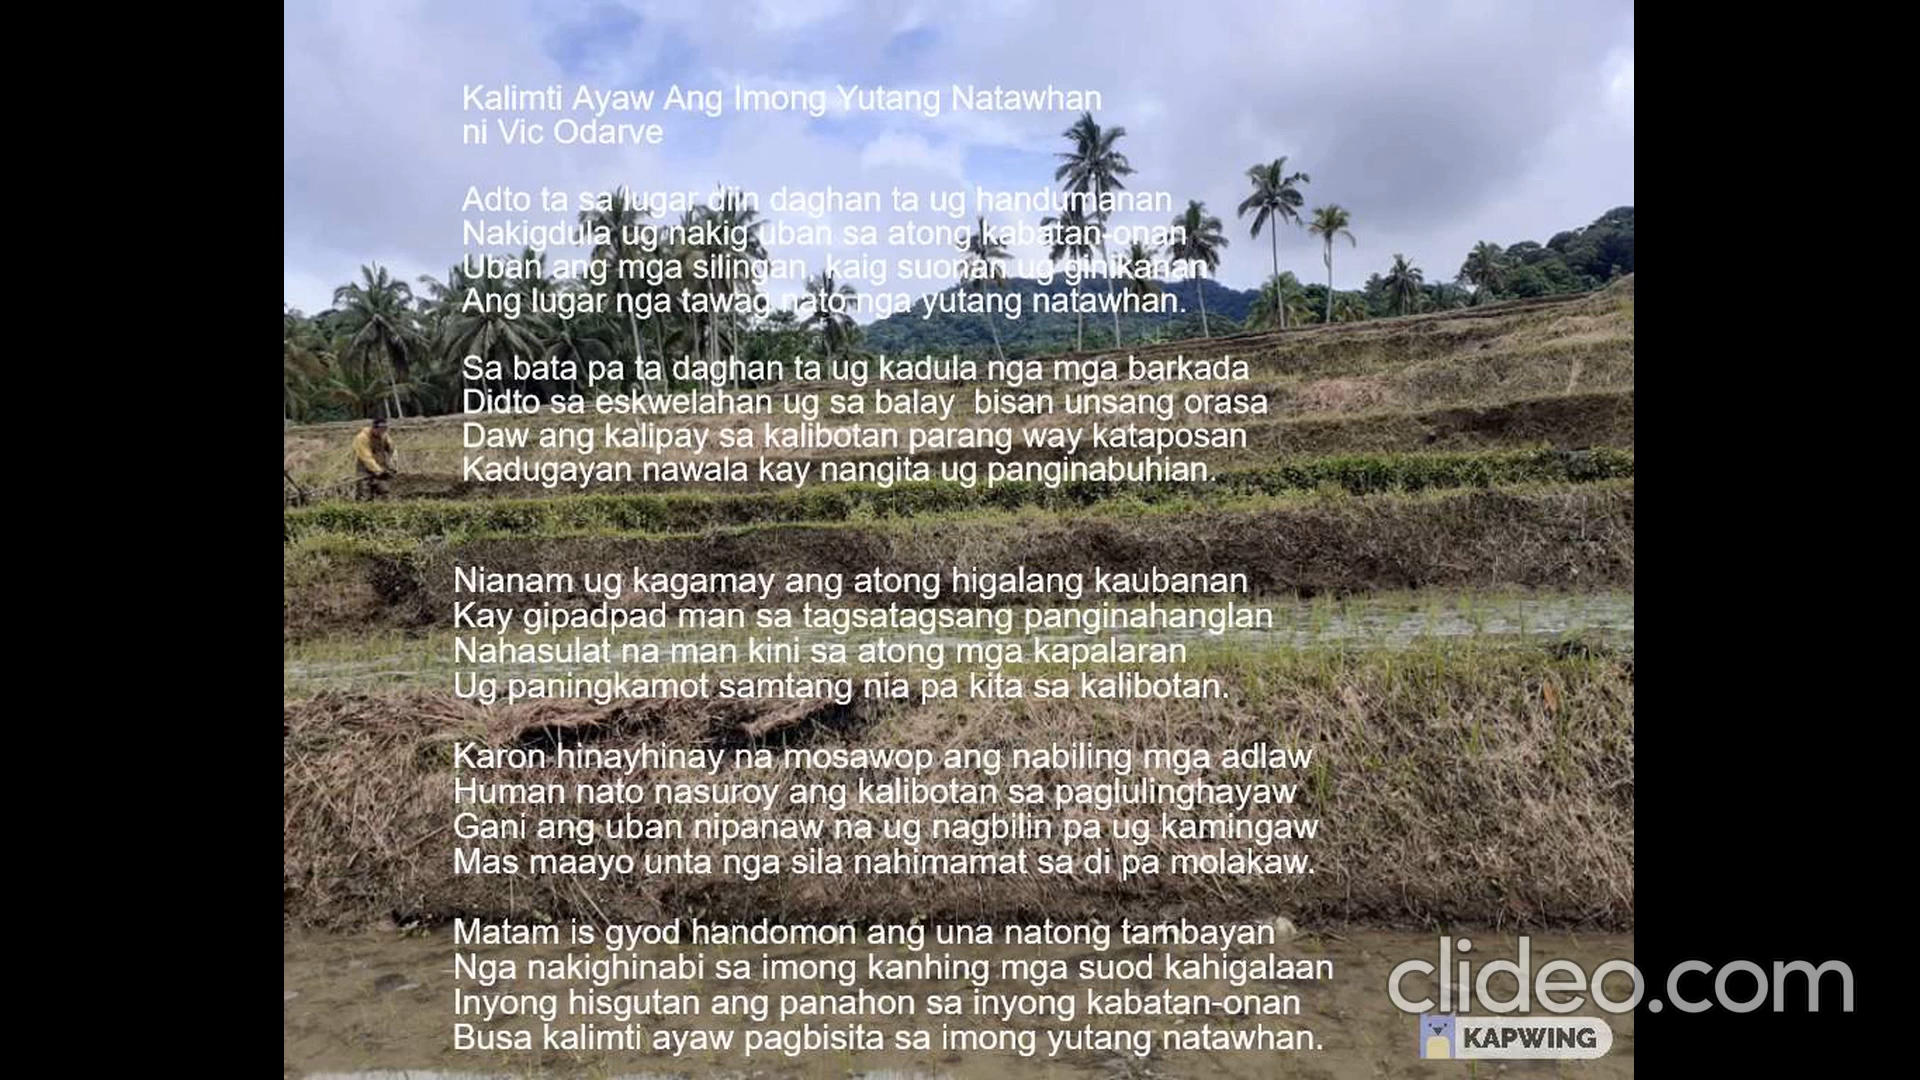 Kalimti Ayaw Ang Imong Yutang Natawhan
ni Vic Odarve
Adto ta sa lugar diin daghan ta ug handumanan
Nakigdula ug nakig uban sa atong kabatan-onan
Uban ang mga silingan, kaig suonan ug ginikanan
Ang lugar nga tawag nato nga yutang natawhan.
Sa bata pa ta daghan ta ug kadula nga mga barkada
Didto sa eskwelahan ug sa balay  bisan unsang orasa
Daw ang kalipay sa kalibotan parang way kataposan
Kadugayan nawala kay nangita ug panginabuhian.
Nianam ug kagamay ang atong higalang kaubanan
Kay gipadpad man sa tagsatagsang panginahanglan
Nahasulat na man kini sa atong mga kapalaran
Ug paningkamot samtang nia pa kita sa kalibotan.
Karon hinayhinay na mosawop ang nabiling mga adlaw
Human nato nasuroy ang kalibotan sa paglulinghayaw
Gani ang uban nipanaw na ug nagbilin pa ug kamingaw
Mas maayo unta nga sila nahimamat sa di pa molakaw.
Matam is gyod handomon ang una natong tambayan
Nga nakighinabi sa imong kanhing mga suod kahigalaan
Inyong hisgutan ang panahon sa inyong kabatan-onan
Busa kalimti ayaw pagbisita sa imong yutang natawhan.
clideo.com
KAPWING